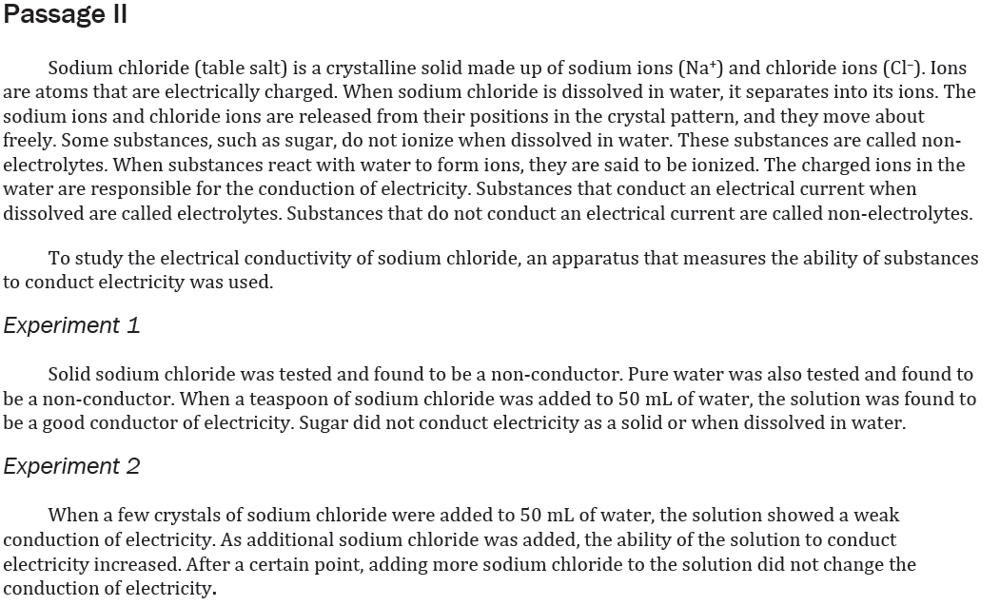 Passage II
Sodium chloride (table salt) is a crystalline solid made up of sodium ions (Na⁺) and chloride ions (Cl⁻). Ions
are atoms that are electrically charged. When sodium chloride is dissolved in water, it separates into its ions. The
sodium ions and chloride ions are released from their positions in the crystal pattern, and they move about
freely. Some substances, such as sugar, do not ionize when dissolved in water. These substances are called non-
electrolytes. When substances react with water to form ions, they are said to be ionized. The charged ions in the
water are responsible for the conduction of electricity. Substances that conduct an electrical current when
dissolved are called electrolytes. Substances that do not conduct an electrical current are called non-electrolytes.
To study the electrical conductivity of sodium chloride, an apparatus that measures the ability of substances
to conduct electricity was used.
Experiment 1
Solid sodium chloride was tested and found to be a non-conductor. Pure water was also tested and found to
be a non-conductor. When a teaspoon of sodium chloride was added to 50 mL of water, the solution was found to
be a good conductor of electricity. Sugar did not conduct electricity as a solid or when dissolved in water.
Experiment 2
When a few crystals of sodium chloride were added to 50 mL of water, the solution showed a weak
conduction of electricity. As additional sodium chloride was added, the ability of the solution to conduct
electricity increased. After a certain point, adding more sodium chloride to the solution did not change the
conduction of electricity.